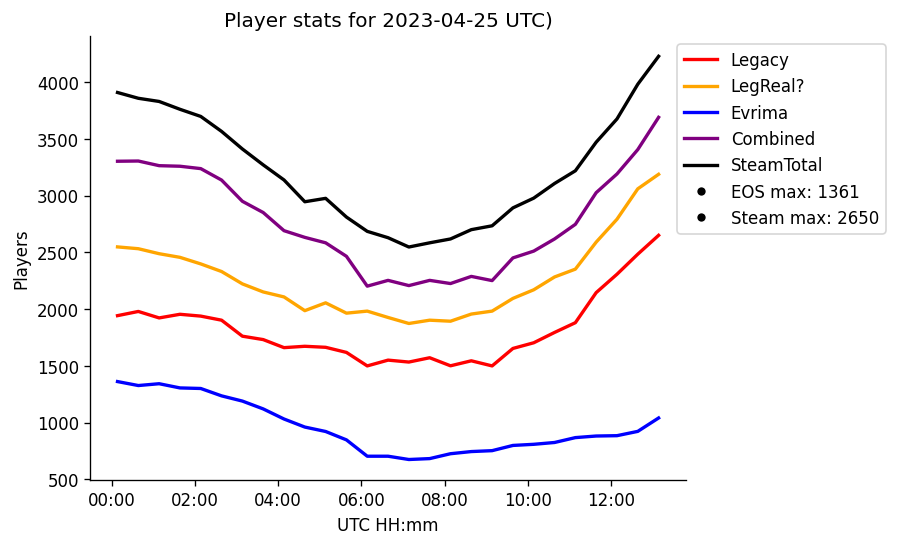 Player stats for 2023-04-25 UTC)
Legacy
LegReal?
Evrima
Combined
SteamTotal
EOS max: 1361
Steam max: 2650
Players
4000
3500
3000
2500
2000
1500
1000
500
00:00 02:00 04:00 06:00 08:00 10:00 12:00
UTC HH:mm